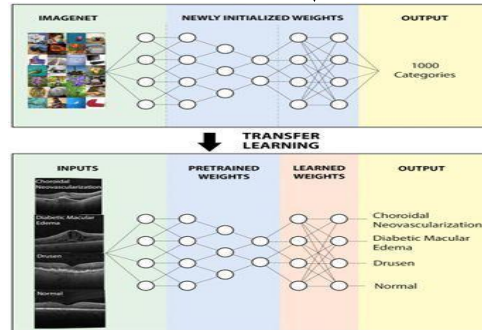 IMAGENET
NEWLY INITIALIZED WEIGHTS
OUTPUT
1000
Categories
TRANSFER
LEARNING
INPUTS
PRETRAINED
WEIGHTS
LEARNED
WEIGHTS
OUTPUT
Choroidal
Neovascularization
Diabetic Macular
Edema
Drusen
Normal
Choroidal
Neovascularization
Diabetic Macular
Edema
Drusen
Normal